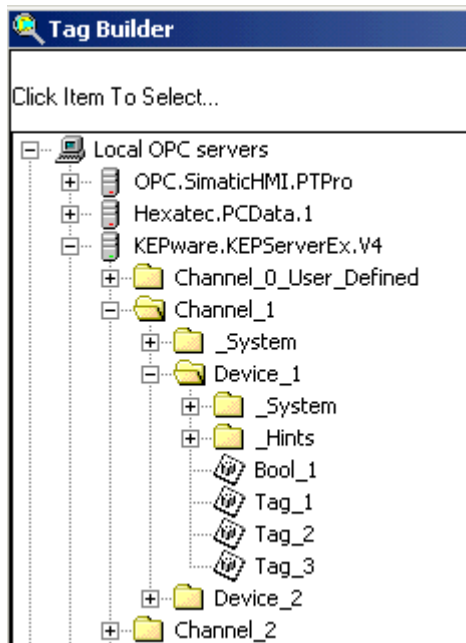 Tag Builder
Click Item To Select...
Local OPC servers
OPC.SimaticHMI.PTPro
Hexatec.PCData.1
KEPware.KEPServerEx.V4
Channel_0_User_Defined
Channel_1
_System
Device_1
_System
_Hints
Bool_1
Tag_1
Tag_2
Tag_3
Device_2
Channel_2